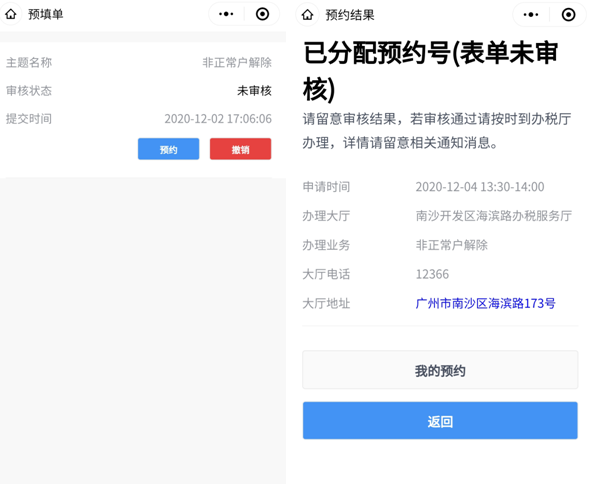 预填单
主题名称 非正常户解除
审核状态 未审核
提交时间 2020-12-02 17:06:06
预约 撤销
预约结果
已分配预约号(表单未审
核)
请留意审核结果，若审核通过请按时到办税厅
办理，详情请留意相关通知消息。
申请时间 2020-12-04 13:30-14:00
办理大厅 南沙开发区海滨路办税服务厅
办理业务 非正常户解除
大厅电话 12366
大厅地址 广州市南沙区海滨路173号
我的预约
返回